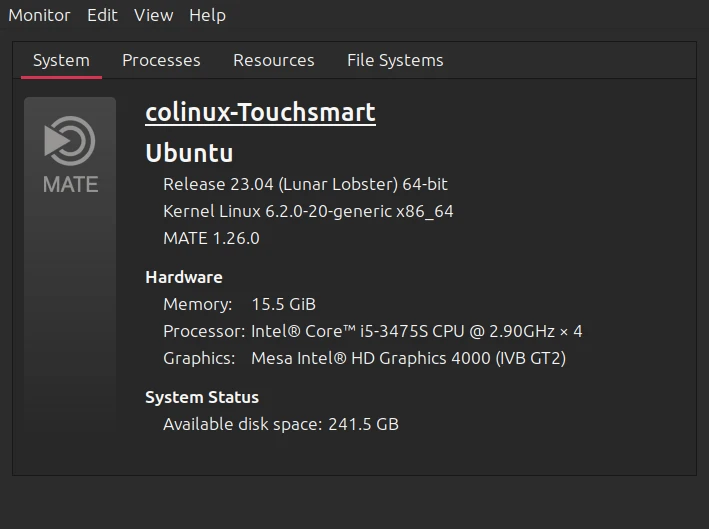 Monitor Edit View Help
System Processes Resources File Systems
MATE
colinux-Touchsmart
Ubuntu
Release 23.04 (Lunar Lobster) 64-bit
Kernel Linux 6.2.0-20-generic x86_64
MATE 1.26.0
Hardware
Memory: 15.5 GiB
Processor: Intel® Core™ i5-3475S CPU @ 2.90GHz × 4
Graphics: Mesa Intel® HD Graphics 4000 (IVB GT2)
System Status
Available disk space: 241.5 GB